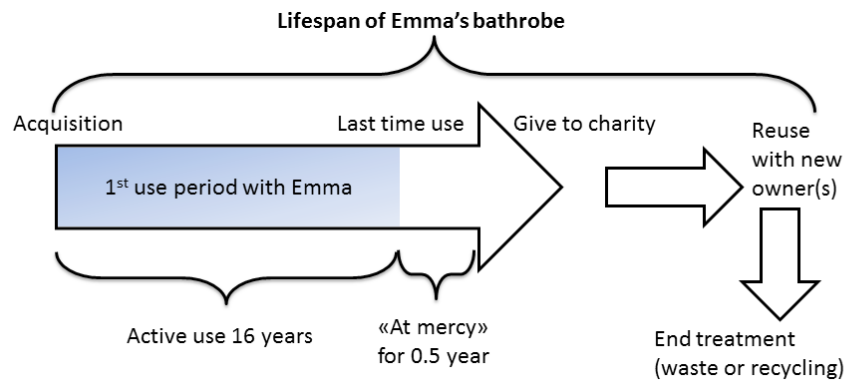 Lifespan of Emma’s bathrobe
Acquisition
Last time use
Give to charity
Reuse
with new
owner(s)
1st use period with Emma
Active use 16 years
«At mercy»
for 0.5 year
End treatment
(waste or recycling)